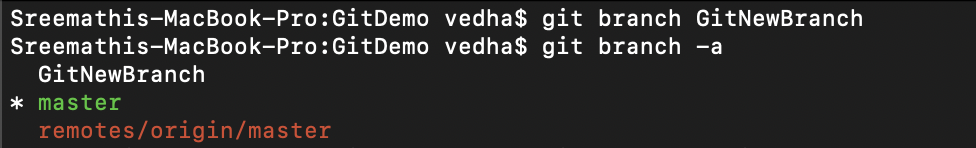 Sreemathis-MacBook-Pro:GitDemo vedha$ git branch GitNewBranch
Sreemathis-MacBook-Pro:GitDemo vedha$ git branch -a
  GitNewBranch
* master
  remotes/origin/master